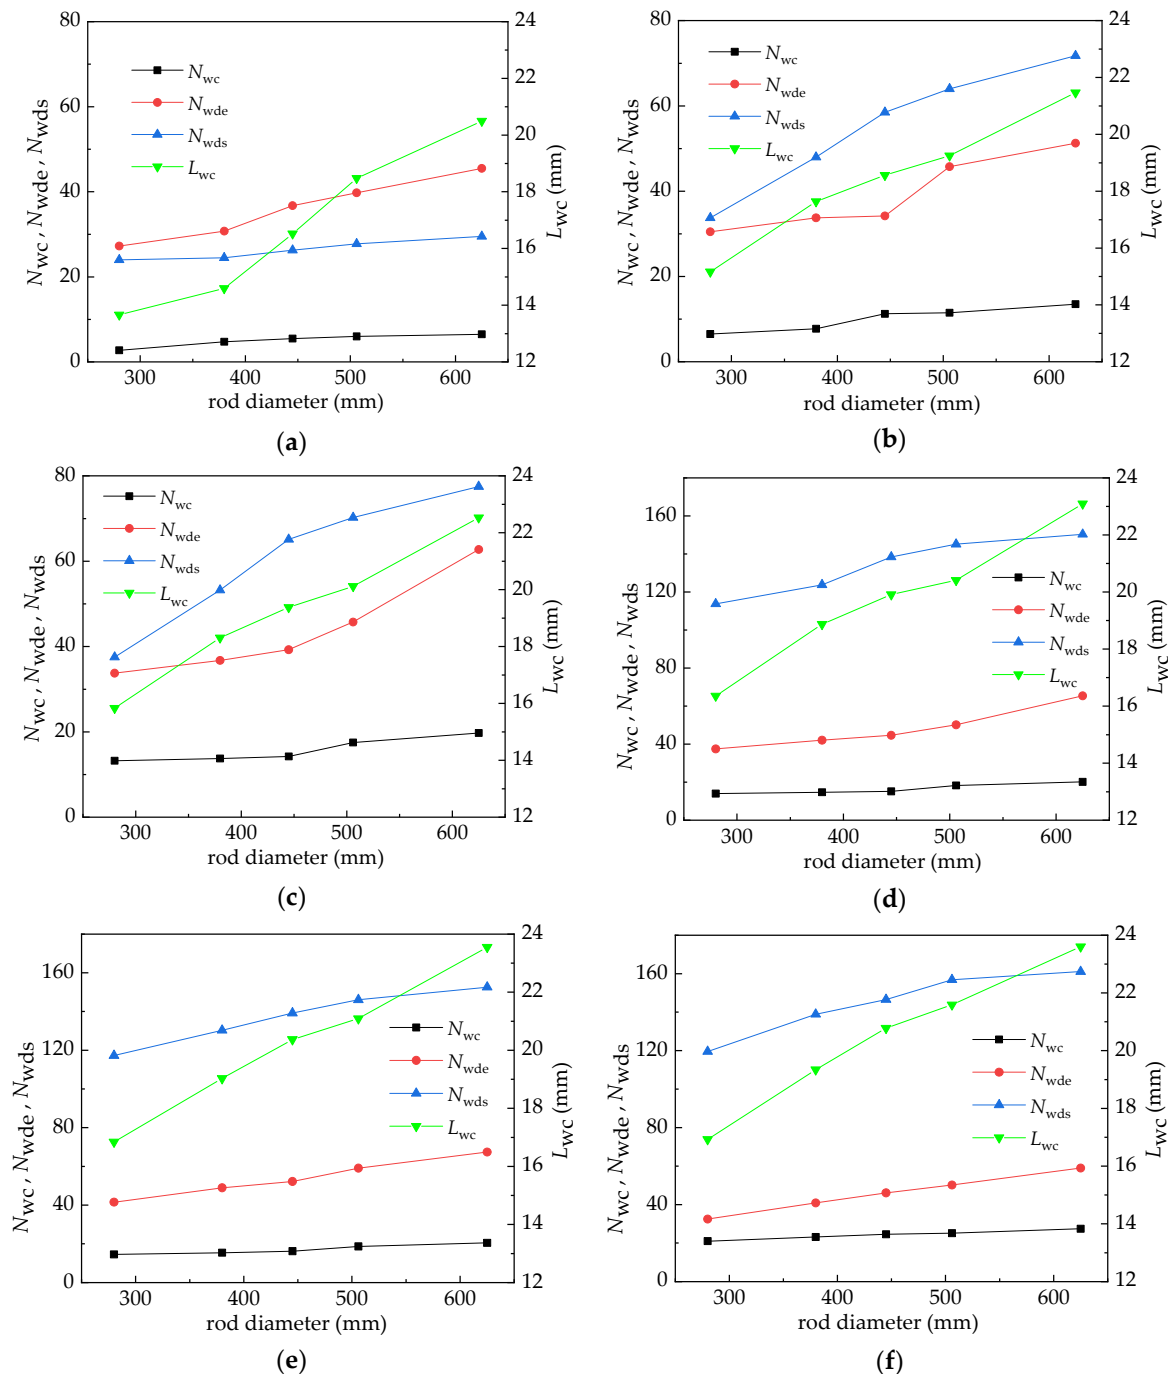 80
60
40
20
0
24
22
20
18
16
14
12
300 400 500 600
N_wc
N_wde
N_wds
L_wc
N_wc , N_wde , N_wds
L_wc (mm)
rod diameter (mm)
(a)
80
60
40
20
0
24
22
20
18
16
14
12
300 400 500 600
N_wc
N_wde
N_wds
L_wc
N_wc , N_wde , N_wds
L_wc (mm)
rod diameter (mm)
(b)
80
60
40
20
0
24
22
20
18
16
14
12
300 400 500 600
N_wc
N_wde
N_wds
L_wc
N_wc , N_wde , N_wds
L_wc (mm)
rod diameter (mm)
(c)
160
120
80
40
0
24
22
20
18
16
14
12
300 400 500 600
N_wc
N_wde
N_wds
L_wc
N_wc , N_wde , N_wds
L_wc (mm)
rod diameter (mm)
(d)
160
120
80
40
0
24
22
20
18
16
14
12
300 400 500 600
N_wc
N_wde
N_wds
L_wc
N_wc , N_wde , N_wds
L_wc (mm)
rod diameter (mm)
(e)
160
120
80
40
0
24
22
20
18
16
14
12
300 400 500 600
N_wc
N_wde
N_wds
L_wc
N_wc , N_wde , N_wds
L_wc (mm)
rod diameter (mm)
(f)